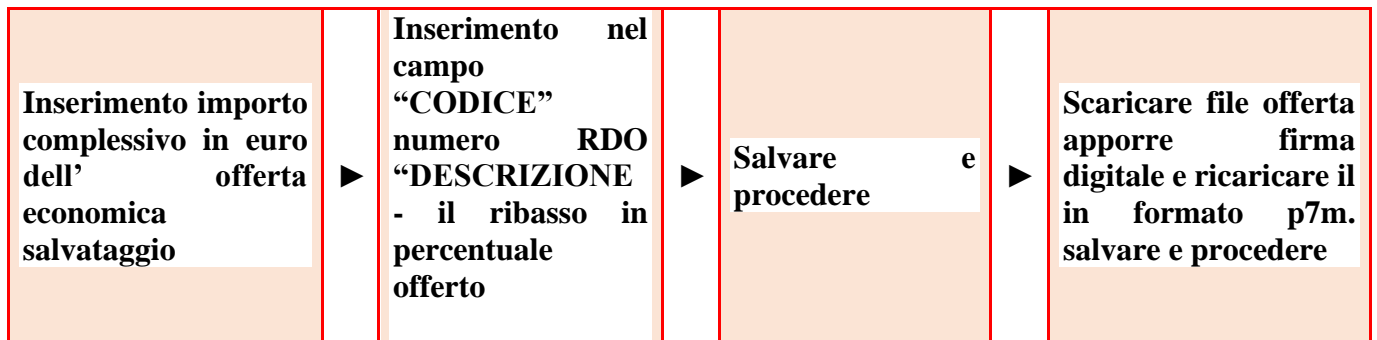 Inserimento importo
complessivo in euro
dell’ offerta
economica
salvataggio
►
Inserimento nel
campo
“CODICE”
numero RDO
“DESCRIZIONE
- il ribasso in
percentuale
offerto
►
Salvare e
procedere
►
Scaricare file offerta
apporre firma
digitale e ricaricare il
in formato p7m.
salvare e procedere